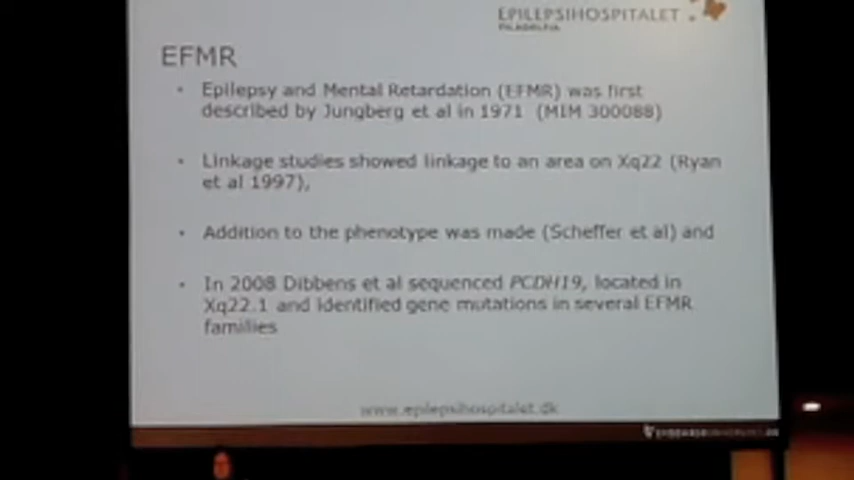 EPILEPSIHOSPITALET
PILADELFIA
EFMR
• Epilepsy and Mental Retardation (EFMR) was first
described by Jungberg et al in 1971 (MIM 300088)
• Linkage studies showed linkage to an area on Xq22 (Ryan
et al 1997),
• Addition to the phenotype was made (Scheffer et al) and
• In 2008 Dibbens et al sequenced PCDH19, located in
Xq22.1 and identified gene mutations in several EFMR
families
www.epilepsihospitalet.dk